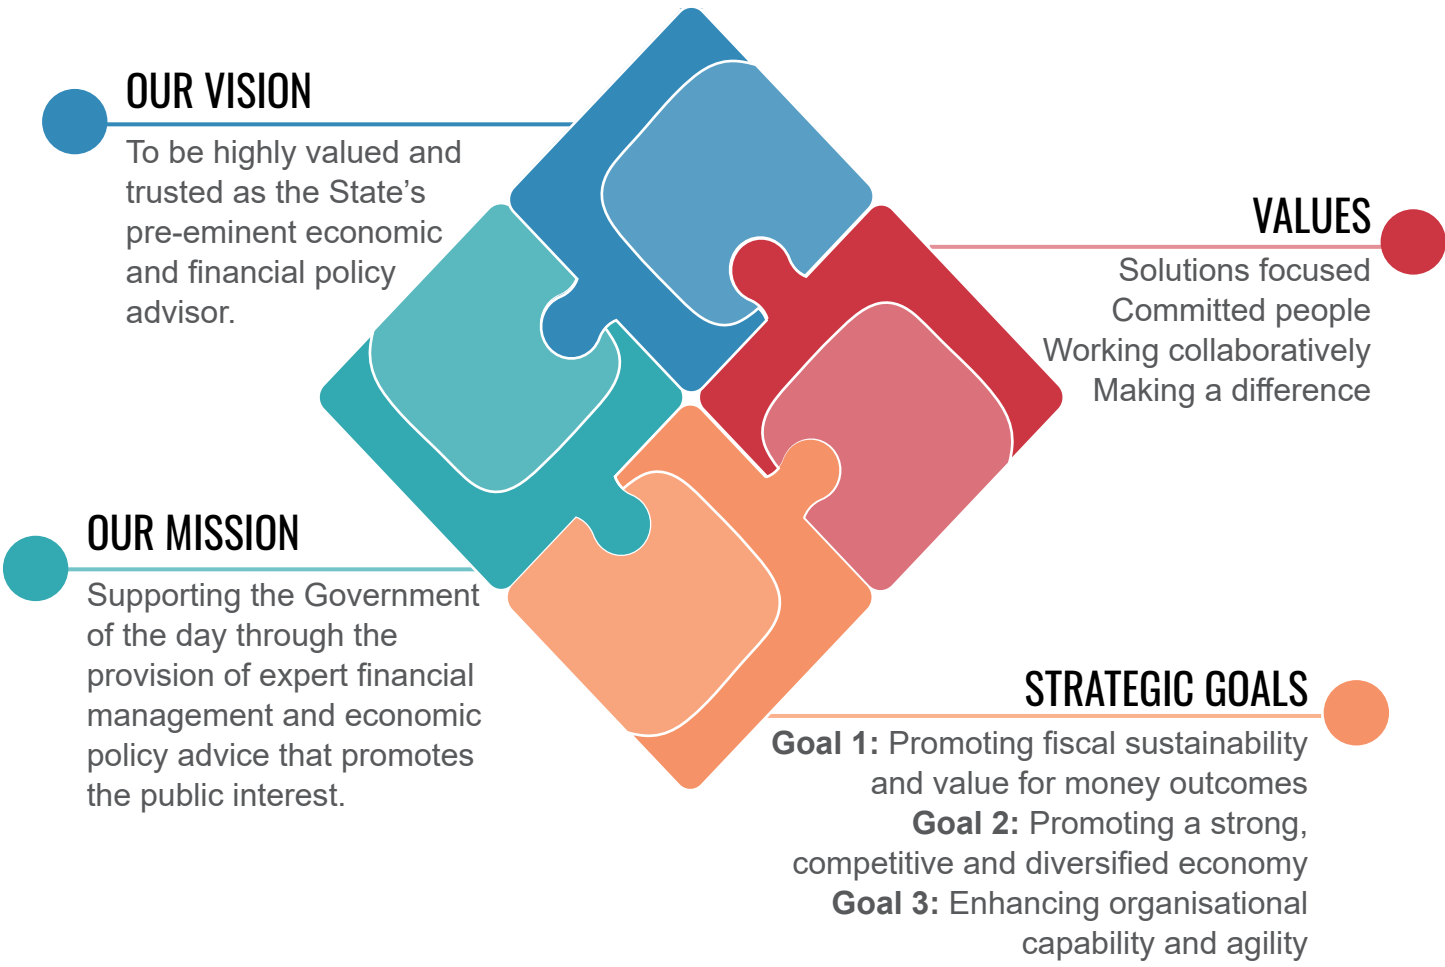 OUR VISION
To be highly valued and
trusted as the State’s
pre-eminent economic
and financial policy
advisor.
VALUES
Solutions focused
Committed people
Working collaboratively
Making a difference
OUR MISSION
Supporting the Government
of the day through the
provision of expert financial
management and economic
policy advice that promotes
the public interest.
STRATEGIC GOALS
Goal 1: Promoting fiscal sustainability
and value for money outcomes
Goal 2: Promoting a strong,
competitive and diversified economy
Goal 3: Enhancing organisational
capability and agility